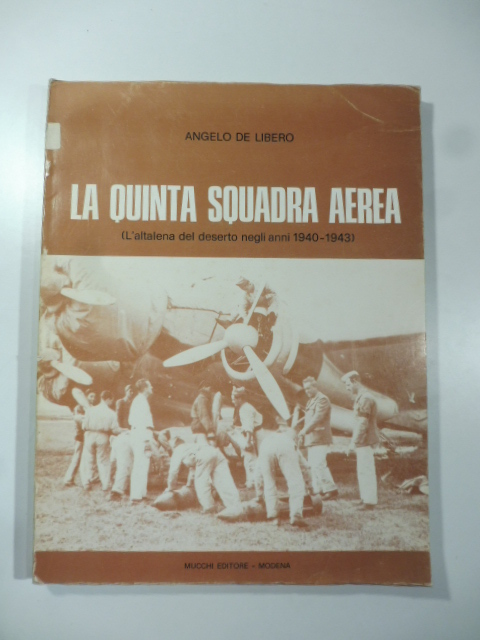 ANGELO DE LIBERO
LA QUINTA SQUADRA AEREA
(L'altalena del deserto negli anni 1940-1943)
MUCCHI EDITORE - MODENA